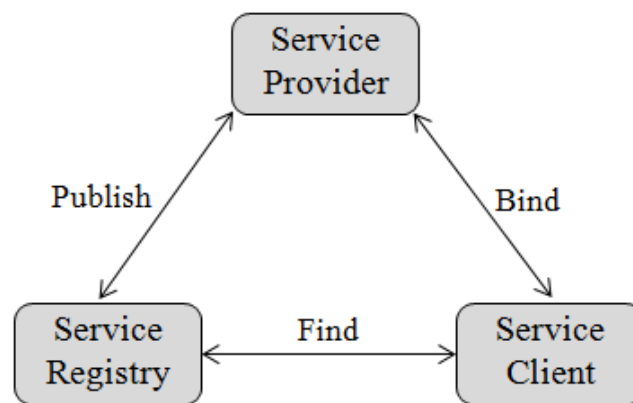 Service
Provider
Publish
Bind
Service
Registry
Find
Service
Client